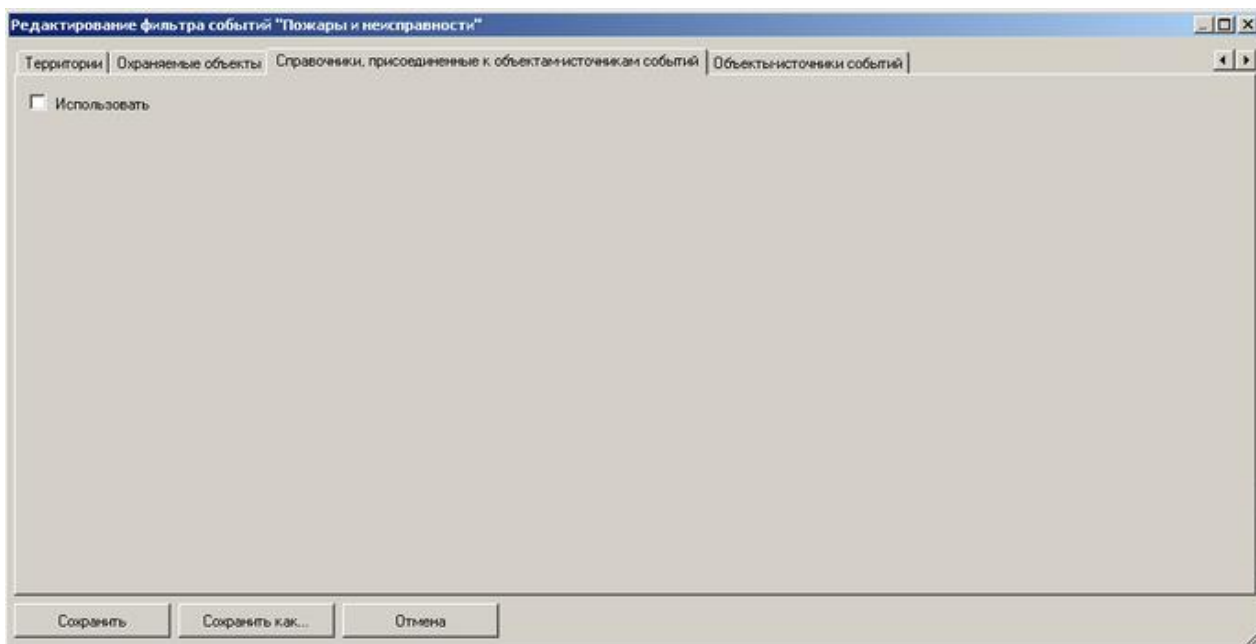 Редактирование фильтра событий "Пожары и неисправности"
Территории Охраняемые объекты Справочники, присоединенные к объектам-источникам событий Объекты-источники событий
Использовать
Сохранить Сохранить как... Отмена